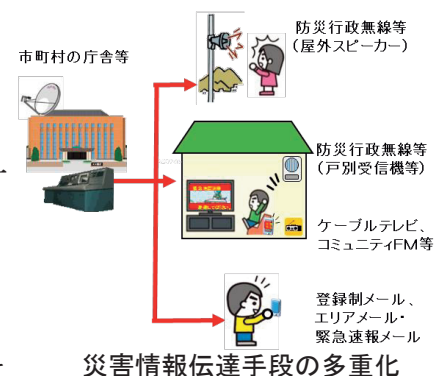 市町村の庁舎等
防災行政無線等
(屋外スピーカー)
防災行政無線等
(戸別受信機等)
ケーブルテレビ、
コミュニティFM等
登録制メール、
エリアメール・
緊急速報メール
災害情報伝達手段の多重化